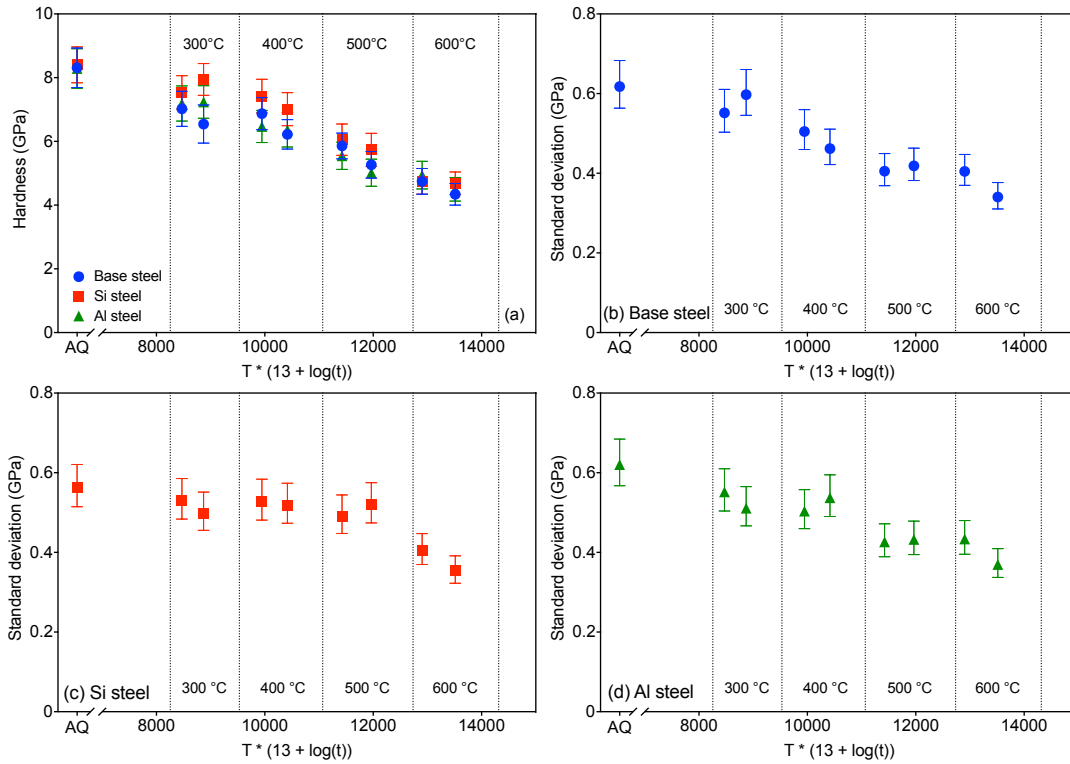 10
8
6
4
2
0
Hardness (GPa)
300°C
400°C
500°C
600°C
Base steel
Si steel
Al steel
(a)
AQ
8000
10000
12000
14000
T * (13 + log(t))
0.8
0.6
0.4
0.2
0
Standard deviation (GPa)
(b) Base steel
300 °C
400 °C
500 °C
600 °C
AQ
8000
10000
12000
14000
T * (13 + log(t))
0.8
0.6
0.4
0.2
0
Standard deviation (GPa)
(c) Si steel
300 °C
400 °C
500 °C
600 °C
AQ
8000
10000
12000
14000
T * (13 + log(t))
0.8
0.6
0.4
0.2
0
Standard deviation (GPa)
(d) Al steel
300 °C
400 °C
500 °C
600 °C
AQ
8000
10000
12000
14000
T * (13 + log(t))